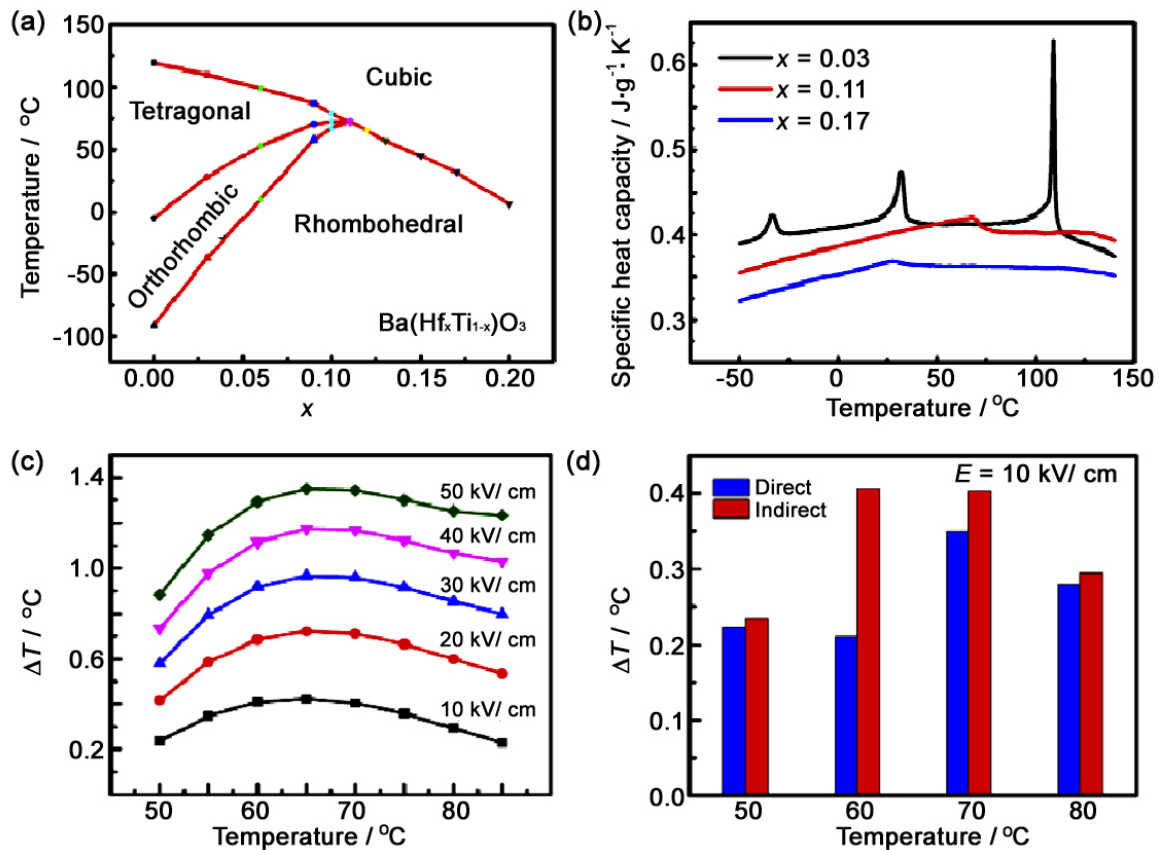 (a)
Temperature / °C
100
50
0
-50
-100
Cubic
Tetragonal
Orthorhombic
Rhombohedral
Ba(HfxTi1-x)O3
0.00 0.05 0.10 0.15 0.20
x
(b)
Specific heat capacity / J·g-1·K-1
0.6
0.5
0.4
0.3
x = 0.03
x = 0.11
x = 0.17
-50 0 50 100 150
Temperature / °C
(c)
ΔT / °C
1.4
1.0
0.6
0.2
50 kV/ cm
40 kV/ cm
30 kV/ cm
20 kV/ cm
10 kV/ cm
50 60 70 80
Temperature / °C
(d)
ΔT / °C
0.4
0.3
0.2
0.1
0.0
E = 10 kV/ cm
Direct
Indirect
50 60 70 80
Temperature / °C